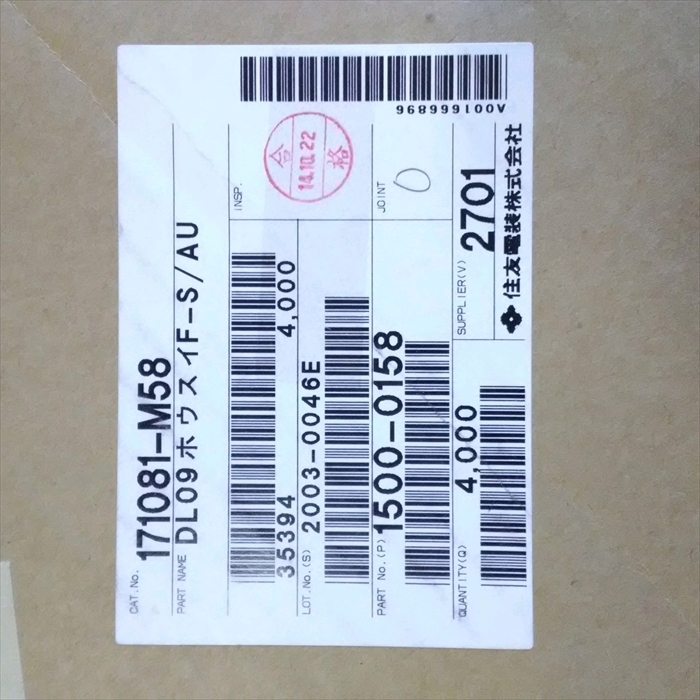 CAT.No. 171081-M58
PART NAME DL09ホウスイF-S/AU
35394 4,000
INSP.
合
14.10.22
格
LOT.No.(S) 2003-0046E
PART No.(P) 1500-0158
JOINT 0
QUANTITY(Q) 4,000
SUPPLIER(V) 2701
住友電装株式会社
A001666896